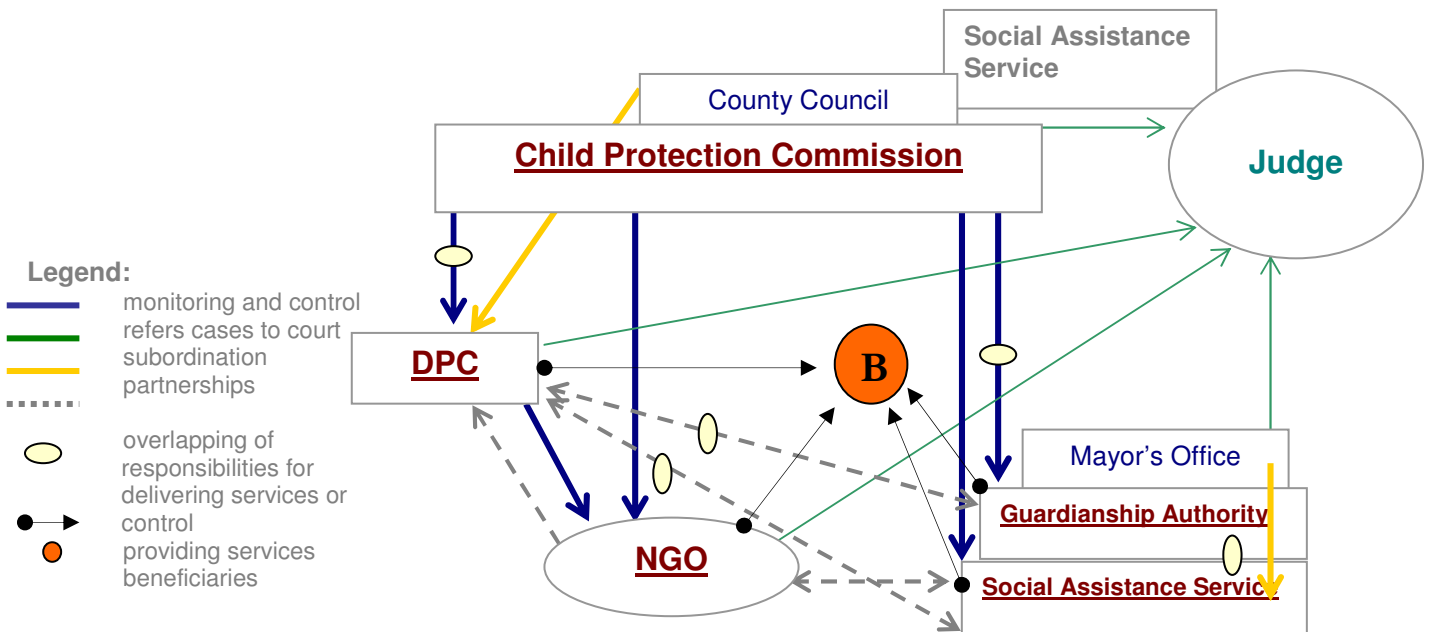 Social Assistance
Service
County Council
Child Protection Commission
Judge
Legend:
monitoring and control
refers cases to court
subordination
partnerships
overlapping of
responsibilities for
delivering services or
control
providing services
beneficiaries
DPC
B
Mayor's Office
Guardianship Authority
NGO
Social Assistance Service